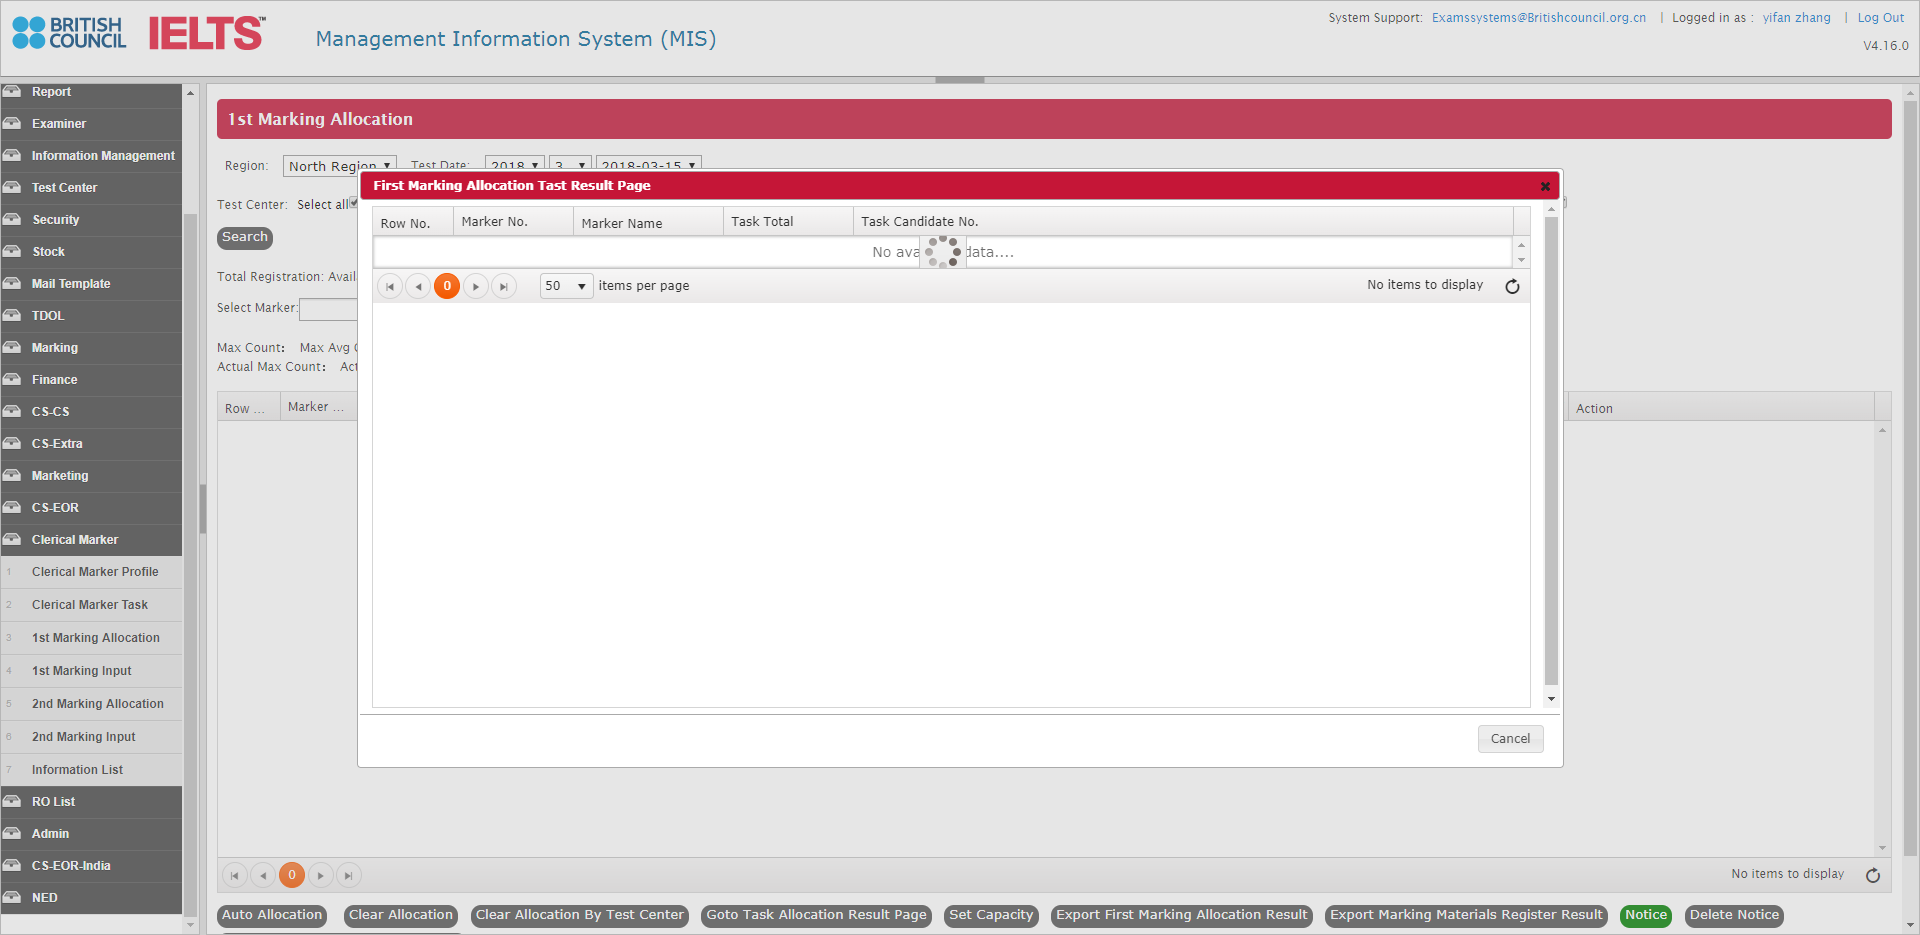 BRITISH COUNCIL
IELTS™
Management Information System (MIS)
System Support: Examssystems@Britishcouncil.org.cn | Logged in as : yifan zhang | Log Out
V4.16.0
Report
Examiner
Information Management
Test Center
Security
Stock
Mail Template
TDOL
Marking
Finance
CS-CS
CS-Extra
Marketing
CS-EOR
Clerical Marker
1 Clerical Marker Profile
2 Clerical Marker Task
3 1st Marking Allocation
4 1st Marking Input
5 2nd Marking Allocation
6 2nd Marking Input
7 Information List
RO List
Admin
CS-EOR-India
NED
1st Marking Allocation
Region: North Region Test Date: 2018 3 2018-03-15
Test Center: Select all
Search
Total Registration: Avail
Select Marker:
Max Count: Max Avg
Actual Max Count: Act
Row ... Marker ... Action
First Marking Allocation Tast Result Page
Row No. Marker No. Marker Name Task Total Task Candidate No.
No ava data....
0 50 items per page No items to display
Cancel
0 No items to display
Auto Allocation Clear Allocation Clear Allocation By Test Center Goto Task Allocation Result Page Set Capacity Export First Marking Allocation Result Export Marking Materials Register Result Notice Delete Notice